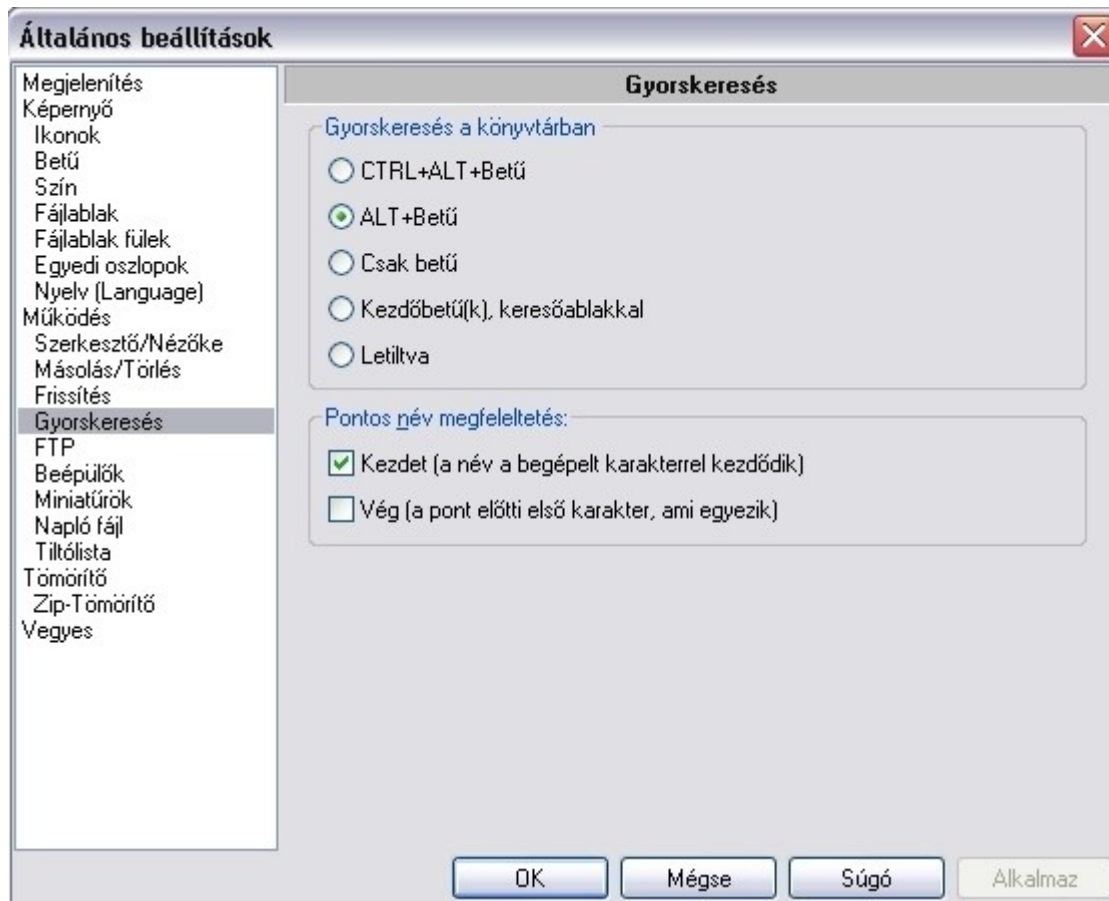 Általános beállítások
Megjelenítés
Képernyő
Ikonok
Betű
Szín
Fájlablak
Fájlablak fülek
Egyedi oszlopok
Nyelv (Language)
Működés
Szerkesztő/Nézőke
Másolás/Törlés
Frissítés
Gyorskeresés
FTP
Beépülők
Miniatűrök
Napló fájl
Tiltólista
Tömörítő
Zip-Tömörítő
Vegyes
Gyorskeresés
Gyorskeresés a könyvtárban
CTRL+ALT+Betű
ALT+Betű
Csak betű
Kezdőbetű(k), keresőablakkal
Letiltva
Pontos név megfeleltetés:
Kezdet (a név a begépelt karakterrel kezdődik)
Vég (a pont előtti első karakter, ami egyezik)
OK
Mégse
Súgó
Alkalmaz